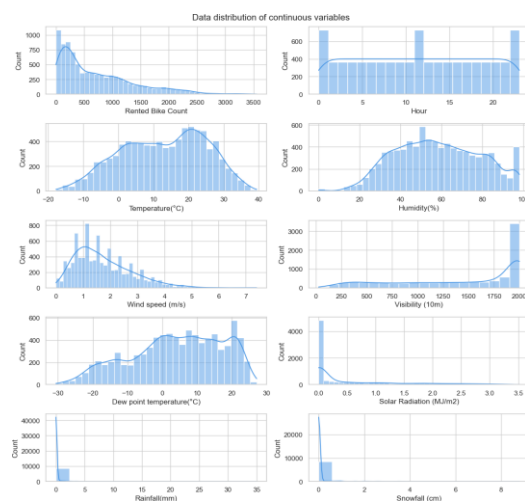 Data distribution of continuous variables
1000
750
500
250
0
Count
0 500 1000 1500 2000 2500 3000 3500
Rented Bike Count
600
400
200
0
Count
0 5 10 15 20
Hour
400
200
0
Count
−20 −10 0 10 20 30 40
Temperature(°C)
600
400
200
0
Count
0 20 40 60 80 100
Humidity(%)
800
600
400
200
0
Count
0 1 2 3 4 5 6 7
Wind speed (m/s)
3000
2000
1000
0
Count
0 250 500 750 1000 1250 1500 1750 2000
Visibility (10m)
600
400
200
0
Count
−30 −20 −10 0 10 20 30
Dew point temperature(°C)
4000
2000
0
Count
0.0 0.5 1.0 1.5 2.0 2.5 3.0 3.5
Solar Radiation (MJ/m2)
40000
30000
20000
10000
0
Count
0 5 10 15 20 25 30 35
Rainfall(mm)
20000
10000
0
Count
0 2 4 6 8
Snowfall (cm)